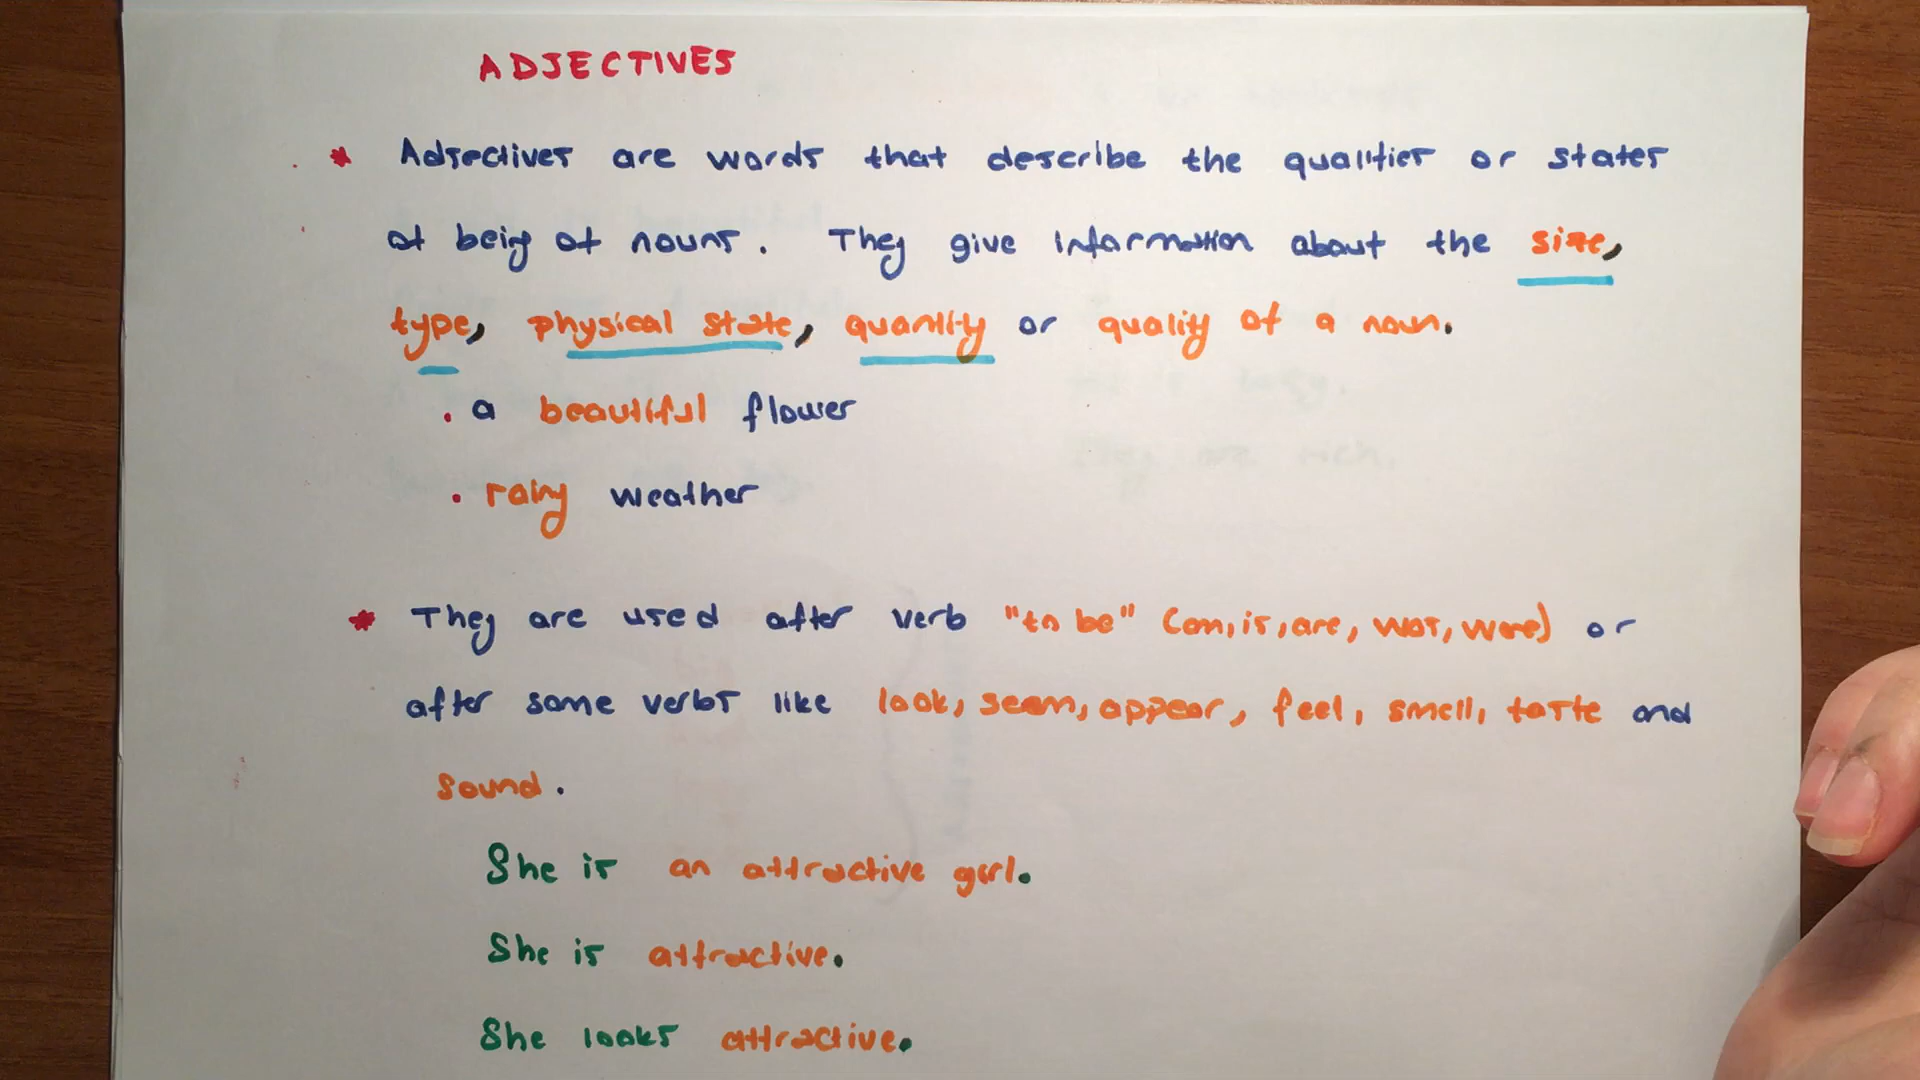 ADJECTIVES
* Adjectives are words that describe the qualities or states
of being of nouns. They give information about the size,
type, physical state, quantity or quality of a noun.
. a beautiful flower
. rainy weather
* They are used after verb "to be" (am, is, are, was, were) or
after some verbs like look, seem, appear, feel, smell, taste and
sound.
She is an attractive girl.
She is attractive.
She looks attractive.